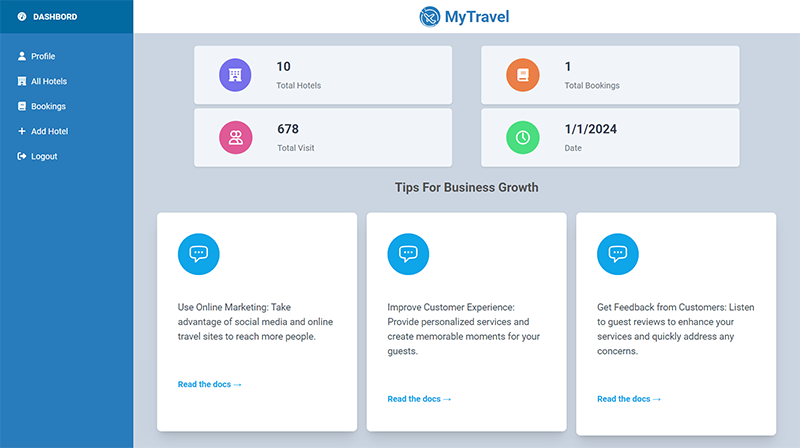 DASHBORD
MyTravel
Profile
All Hotels
Bookings
Add Hotel
Logout
10
Total Hotels
1
Total Bookings
678
Total Visit
1/1/2024
Date
Tips For Business Growth
Use Online Marketing: Take
advantage of social media and online
travel sites to reach more people.
Read the docs →
Improve Customer Experience:
Provide personalized services and
create memorable moments for your
guests.
Read the docs →
Get Feedback from Customers: Listen
to guest reviews to enhance your
services and quickly address any
concerns.
Read the docs →